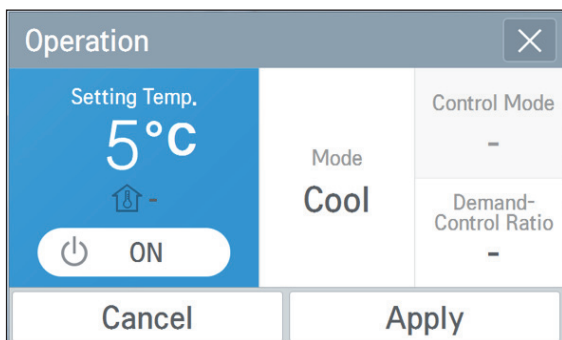 Operation
Setting Temp.
5°C
-
ON
Mode
Cool
Control Mode
-
Demand-
Control Ratio
-
Cancel
Apply